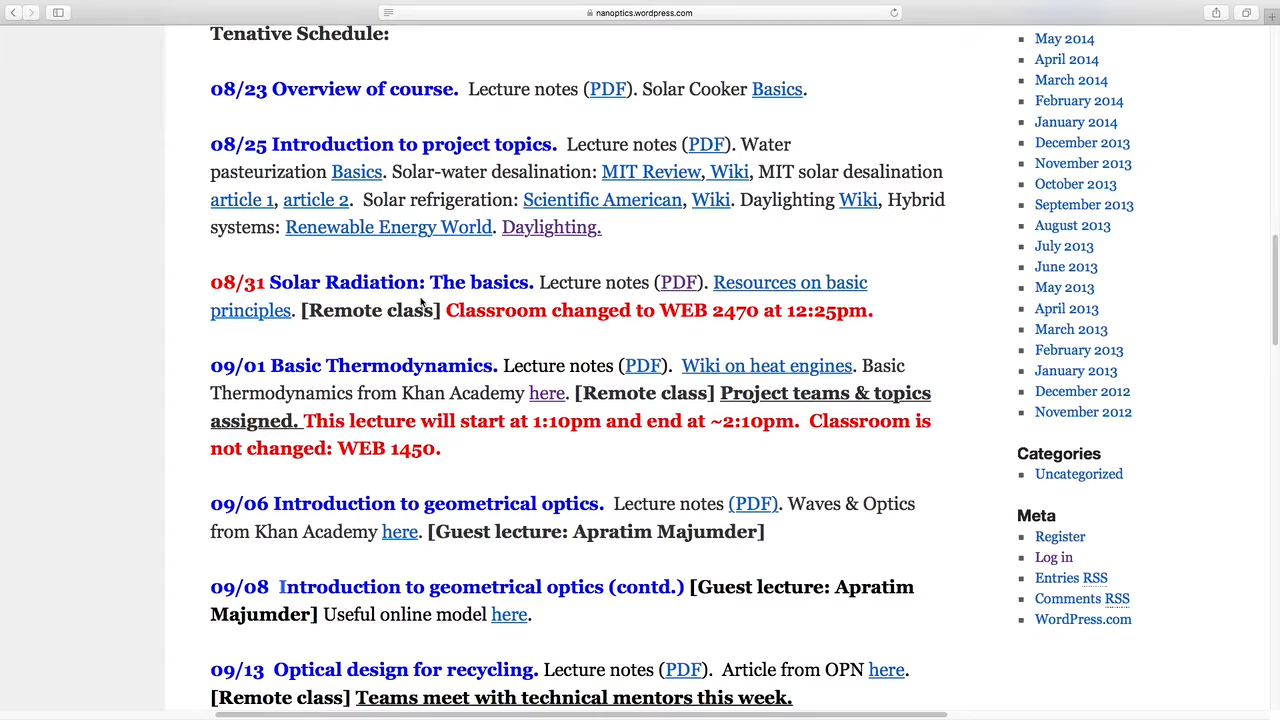 nanoptics.wordpress.com
Tenative Schedule:
08/23 Overview of course. Lecture notes (PDF). Solar Cooker Basics.
08/25 Introduction to project topics. Lecture notes (PDF). Water
pasteurization Basics. Solar-water desalination: MIT Review, Wiki, MIT solar desalination
article 1, article 2. Solar refrigeration: Scientific American, Wiki. Daylighting Wiki, Hybrid
systems: Renewable Energy World. Daylighting.
08/31 Solar Radiation: The basics. Lecture notes (PDF). Resources on basic
principles. [Remote class] Classroom changed to WEB 2470 at 12:25pm.
09/01 Basic Thermodynamics. Lecture notes (PDF). Wiki on heat engines. Basic
Thermodynamics from Khan Academy here. [Remote class] Project teams & topics
assigned. This lecture will start at 1:10pm and end at ~2:10pm. Classroom is
not changed: WEB 1450.
09/06 Introduction to geometrical optics. Lecture notes (PDF). Waves & Optics
from Khan Academy here. [Guest lecture: Apratim Majumder]
09/08 Introduction to geometrical optics (contd.) [Guest lecture: Apratim
Majumder] Useful online model here.
09/13 Optical design for recycling. Lecture notes (PDF). Article from OPN here.
[Remote class] Teams meet with technical mentors this week.
May 2014
April 2014
March 2014
February 2014
January 2014
December 2013
November 2013
October 2013
September 2013
August 2013
July 2013
June 2013
May 2013
April 2013
March 2013
February 2013
January 2013
December 2012
November 2012
Categories
Uncategorized
Meta
Register
Log in
Entries RSS
Comments RSS
WordPress.com